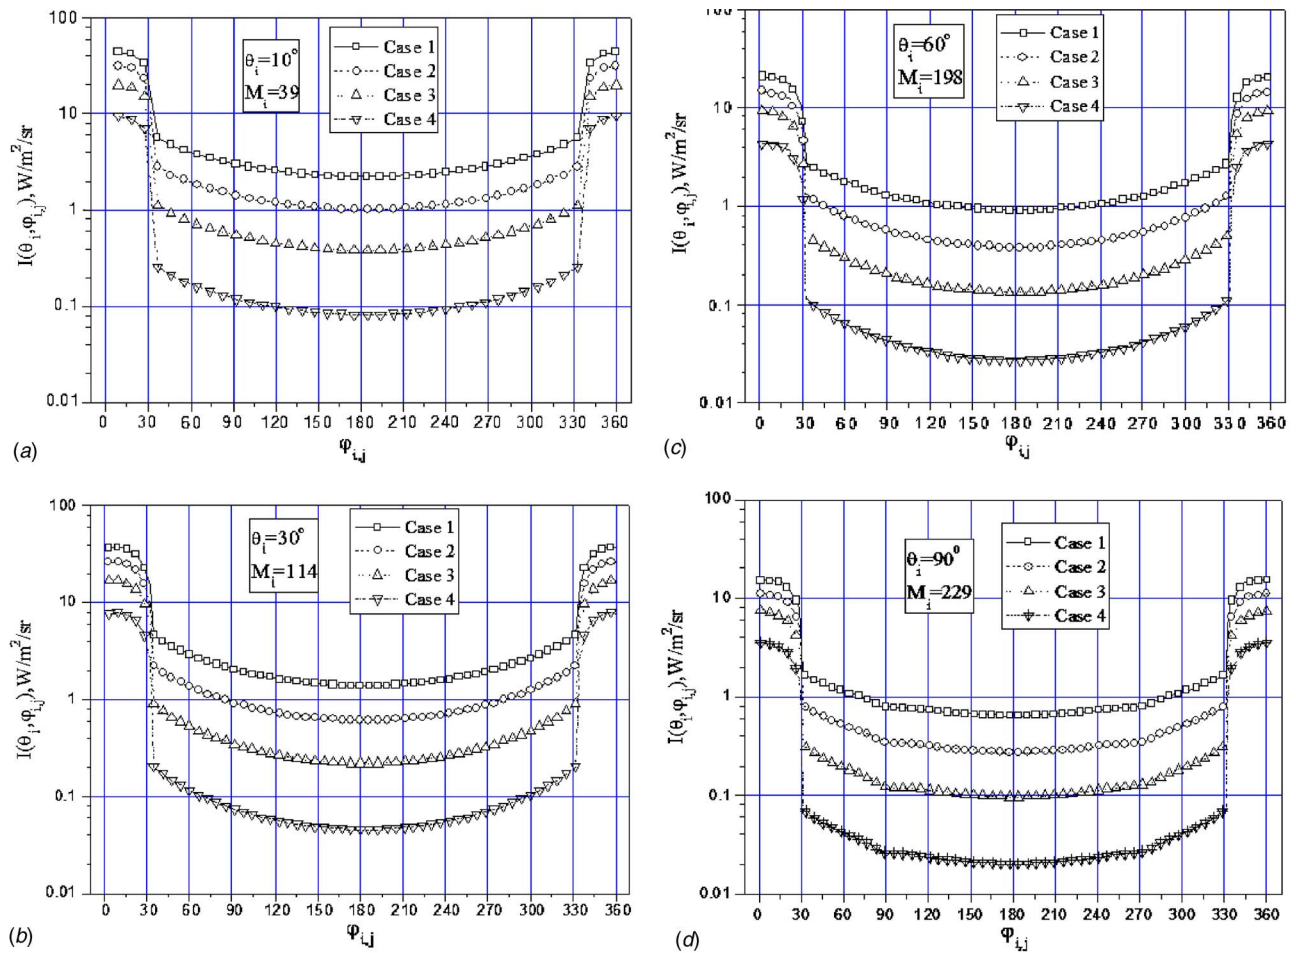 100
10
1
0.1
0.01
I(θi,φi,j),W/m²/sr
θi=10°
Mi=39
Case 1
Case 2
Case 3
Case 4
0 30 60 90 120 150 180 210 240 270 300 330 360
φi,j
(a)
100
10
1
0.1
0.01
I(θi,φi,j),W/m²/sr
θi=60°
Mi=198
Case 1
Case 2
Case 3
Case 4
0 30 60 90 120 150 180 210 240 270 300 330 360
φi,j
(c)
100
10
1
0.1
0.01
I(θi,φi,j),W/m²/sr
θi=30°
Mi=114
Case 1
Case 2
Case 3
Case 4
0 30 60 90 120 150 180 210 240 270 300 330 360
φi,j
(b)
100
10
1
0.1
0.01
I(θi,φi,j),W/m²/sr
θi=90⁰
Mi=229
Case 1
Case 2
Case 3
Case 4
0 30 60 90 120 150 180 210 240 270 300 330 360
φi,j
(d)